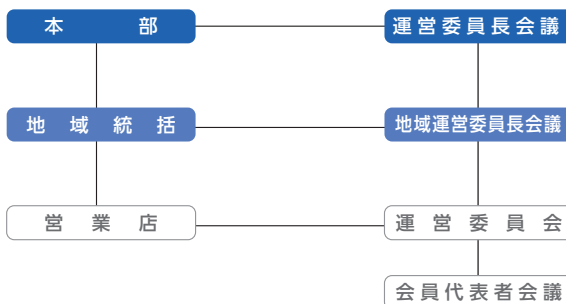 本部
運営委員長会議
地域統括
地域運営委員長会議
営業店
運営委員会
会員代表者会議